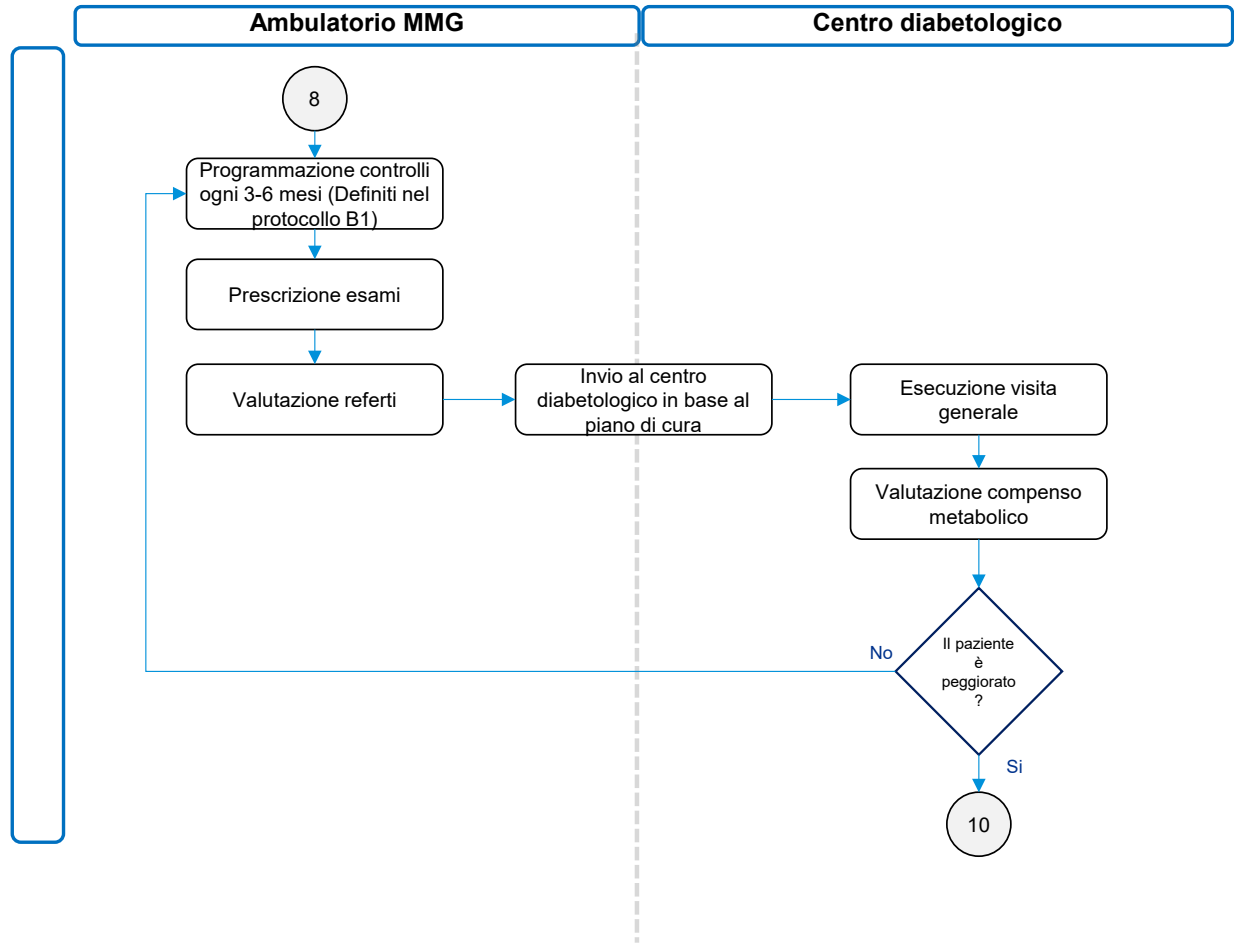 Ambulatorio MMG
Centro diabetologico
8
Programmazione controlli
ogni 3-6 mesi (Definiti nel
protocollo B1)
Prescrizione esami
Valutazione referti
Invio al centro
diabetologico in base al
piano di cura
Esecuzione visita
generale
Valutazione compenso
metabolico
Il paziente
è
peggiorato
?
No
Si
10